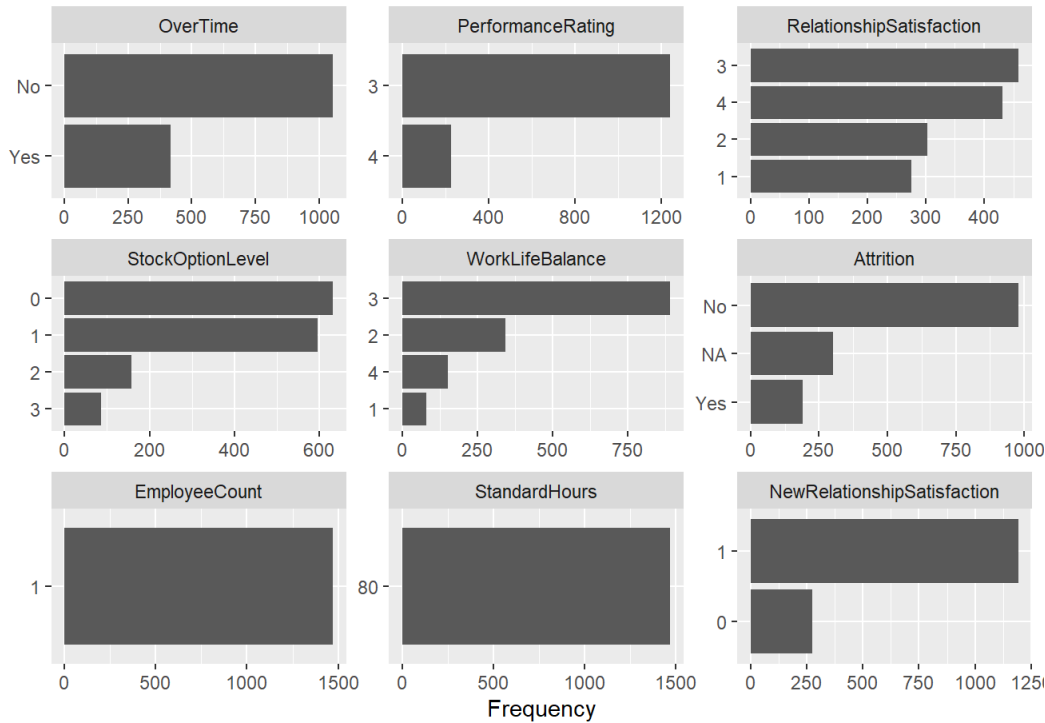 OverTime
No
Yes
0 250 500 750 1000
PerformanceRating
3
4
0 400 800 1200
RelationshipSatisfaction
3
4
2
1
0 100 200 300 400
StockOptionLevel
0
1
2
3
0 200 400 600
WorkLifeBalance
3
2
4
1
0 250 500 750
Attrition
No
NA
Yes
0 250 500 750 1000
EmployeeCount
1
0 500 1000 1500
StandardHours
80
0 500 1000 1500
NewRelationshipSatisfaction
1
0
0 250 500 750 1000 1250
Frequency